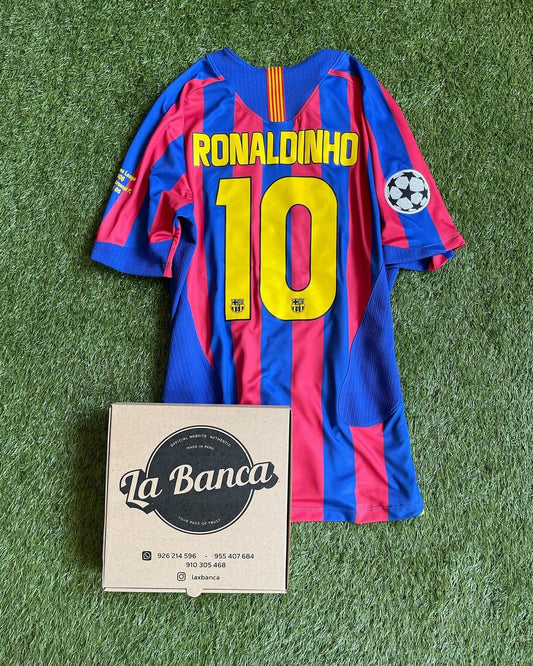 RONALDINHO
10
OFFICIAL WEBSITE AUTHENTIC
MADE IN PERU
La Banca
YOUR PAGE OF TRUST
926 214 596 - 955 407 684
910 305 468
laxbanca